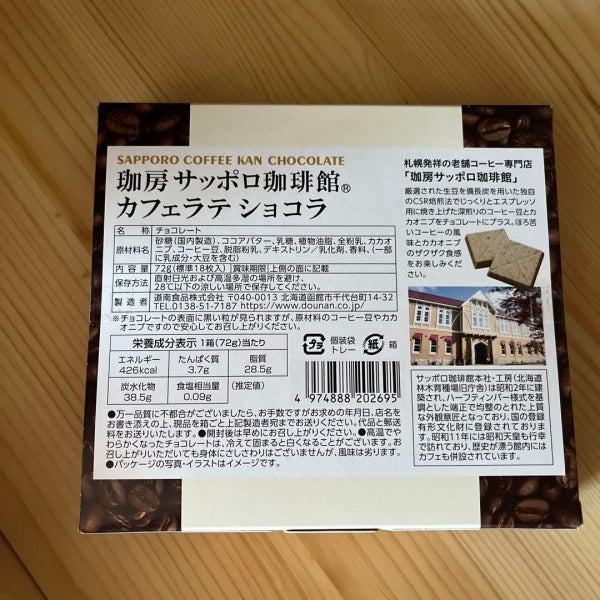 SAPPORO COFFEE KAN CHOCOLATE
珈房サッポロ珈琲館®
カフェラテ ショコラ
名称 チョコレート
原材料名 砂糖(国内製造)、ココアバター、乳糖、植物油脂、全粉乳、カカオ
ニブ、コーヒー豆、脱脂粉乳、デキストリン／乳化剤、香料、(一部
に乳成分・大豆を含む)
内容量 72g(標準18枚入) 賞味期限 上側の面に記載
保存方法 直射日光および高温多湿の場所を避け、
28℃以下の涼しい場所で保存してください。
製造者 道南食品株式会社 〒040-0013 北海道函館市千代台町14-32
TEL.0138-51-7187 https://www.dounan.co.jp/
※チョコレートの表面に黒い粒が見られますが、原材料のコーヒー豆やカカ
オニブですので安心してお召し上がりください。
栄養成分表示 1箱(72g)当たり
エネルギー たんぱく質 脂質
426kcal 3.7g 28.5g
炭水化物 食塩相当量 (推定値)
38.5g 0.09g
プラ 個装袋 トレー 紙 箱
4 974888 202695
●万一品質に不都合がございましたら、お手数ですがお求めの年月日、店名を
お書き添えの上、現品を箱ごと上記製造者宛までお送りください。代品と郵送
料をお送りいたします。●開封後は早めにお召し上がりください。●高温でや
わらかくなったチョコレートは、冷えて固まると白くなることがございます。お
召し上がりいただいても身体にさしさわりはございませんが、風味は劣ります。
●パッケージの写真・イラストはイメージです。
札幌発祥の老舗コーヒー専門店
「珈房サッポロ珈琲館」
厳選された生豆を備長炭を用いた独自
のCSR焙煎法でじっくりとエスプレッソ
用に焼き上げた深煎りのコーヒー豆とカ
カオニブをチョコレートにプラス。ほろ苦
いコーヒーの風
味とカカオニブ
のザクザク食感
をお楽しみくだ
さい。
サッポロ珈琲館本社・工房(北海道
林木育種場旧庁舎)は昭和2年に建
築され、ハーフティンバー様式を基
調とした端正で均整のとれた上質
な外観意匠となっており、国の登録
有形文化財に登録されておりま
す。昭和11年には昭和天皇も行幸
で訪れており、歴史が漂う館内には
カフェも併設されています。